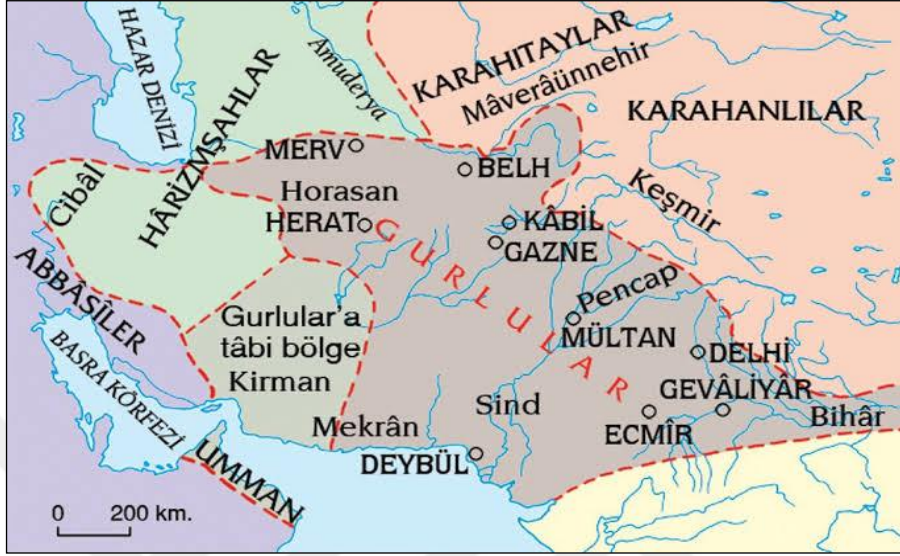 HAZAR DENİZİ
HÂRİZMŞAHLAR
Amuderya
KARAHITAYLAR
Mâverâünnehir
KARAHANLILAR
MERV
BELH
Horasan
HERAT
Cibâl
KÂBİL
GAZNE
Keşmir
GURLULAR
ABBÂSÎLER
Gurlular'a
tâbi bölge
Kirman
Pencap
MÜLTAN
DELHİ
GEVÂLİYÂR
BASRA KÖRFEZİ
Mekrân
Sind
ECMÎR
Bihâr
DEYBÜL
UMMAN
0 200 km.